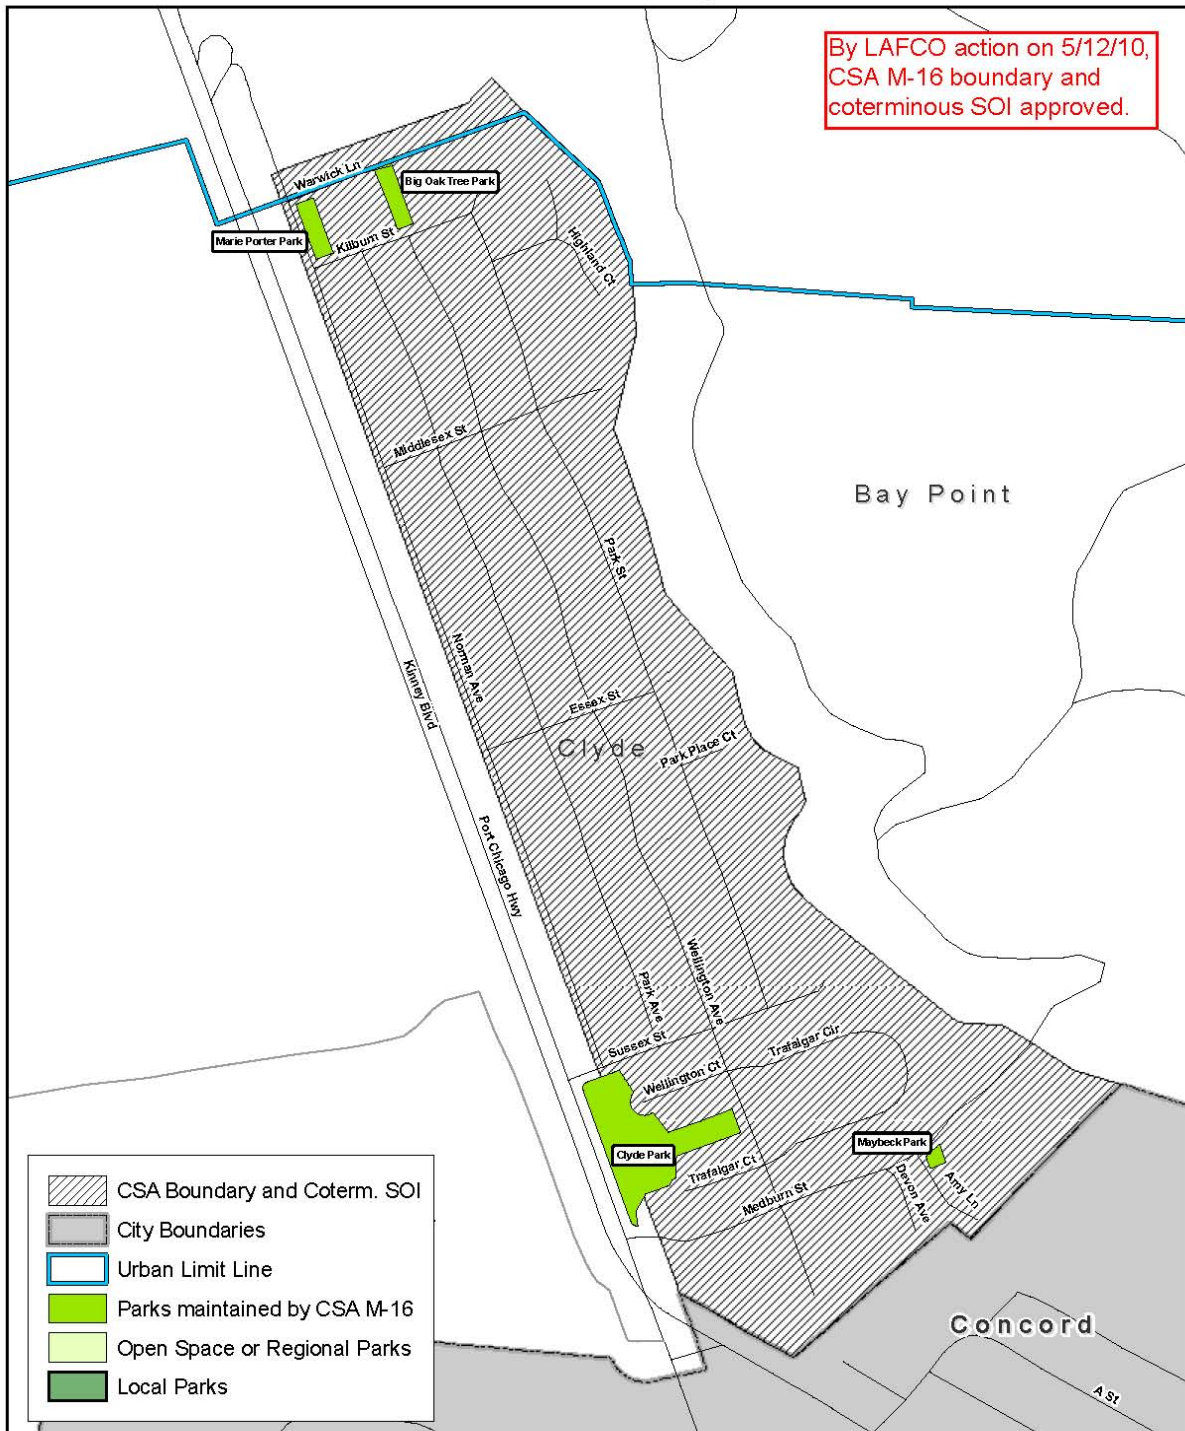 By LAFCO action on 5/12/10,
CSA M-16 boundary and
coterminous SOI approved.
Warwick Ln
Big Oak Tree Park
Marie Porter Park
Kilburn St
Highland Ct
Middlesex St
Bay Point
Park St
Norman Ave
Kinney Blvd
Essex St
Clyde
Park Place Ct
Port Chicago Hwy
Wellington Ave
Park Ave
Sussex St
Trafalgar Cir
Wellington Ct
Maybeck Park
Clyde Park
Trafalgar Ct
Amy Ln
Devon Ave
Medburn St
CSA Boundary and Coterm. SOI
City Boundaries
Urban Limit Line
Parks maintained by CSA M-16
Open Space or Regional Parks
Local Parks
Concord
A St